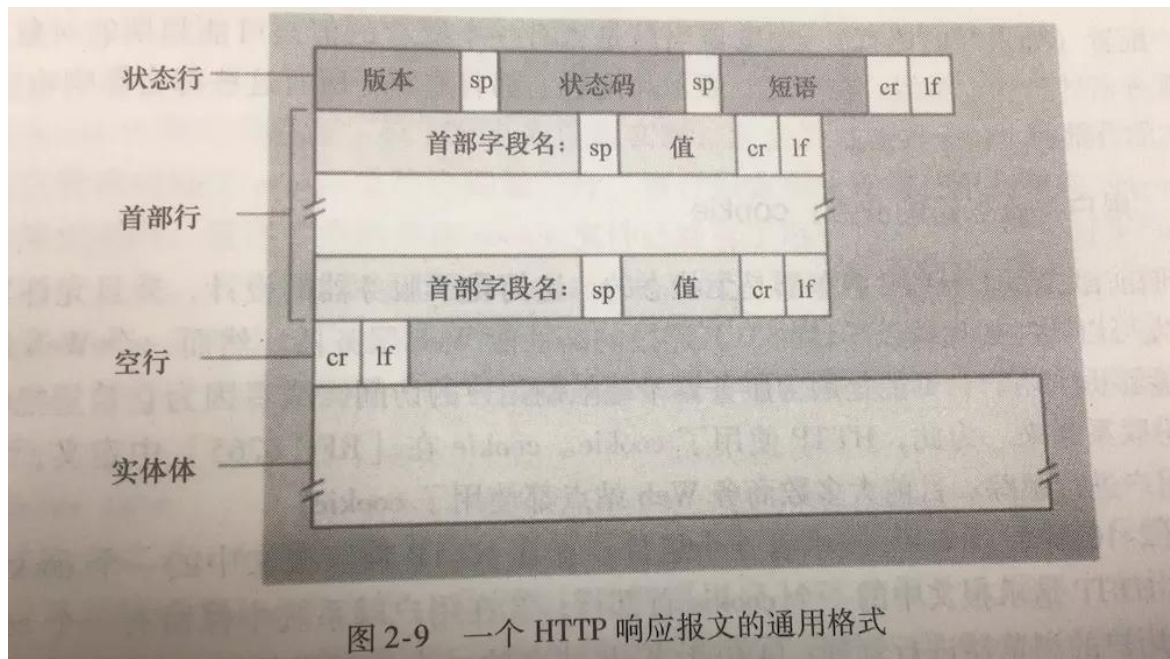 状态行 版本 sp 状态码 sp 短语 cr lf
首部字段名： sp 值 cr lf
首部行
首部字段名： sp 值 cr lf
空行 cr lf
实体体
图 2-9 一个 HTTP 响应报文的通用格式